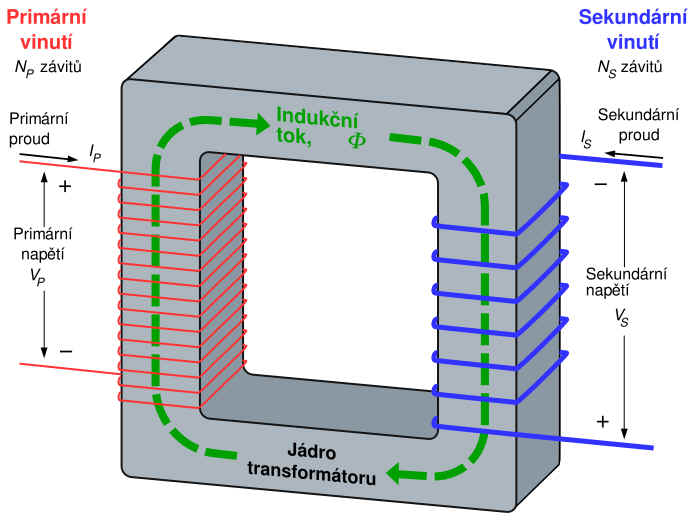 Primární
vinutí
N_P závitů
Primární
proud
I_P
+
Primární
napětí
V_P
−
Indukční
tok, Φ
Jádro
transformátoru
Sekundární
vinutí
N_S závitů
Sekundární
proud
I_S
−
Sekundární
napětí
V_S
+